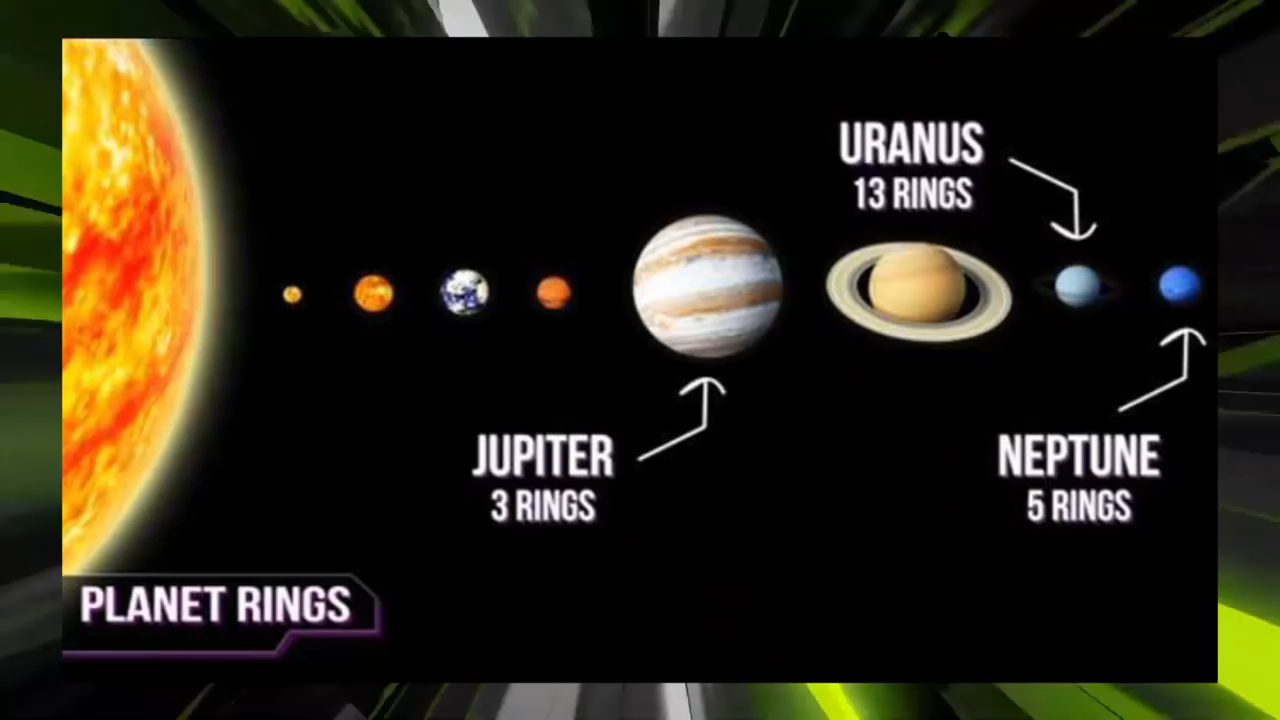 URANUS
13 RINGS
JUPITER
3 RINGS
NEPTUNE
5 RINGS
PLANET RINGS